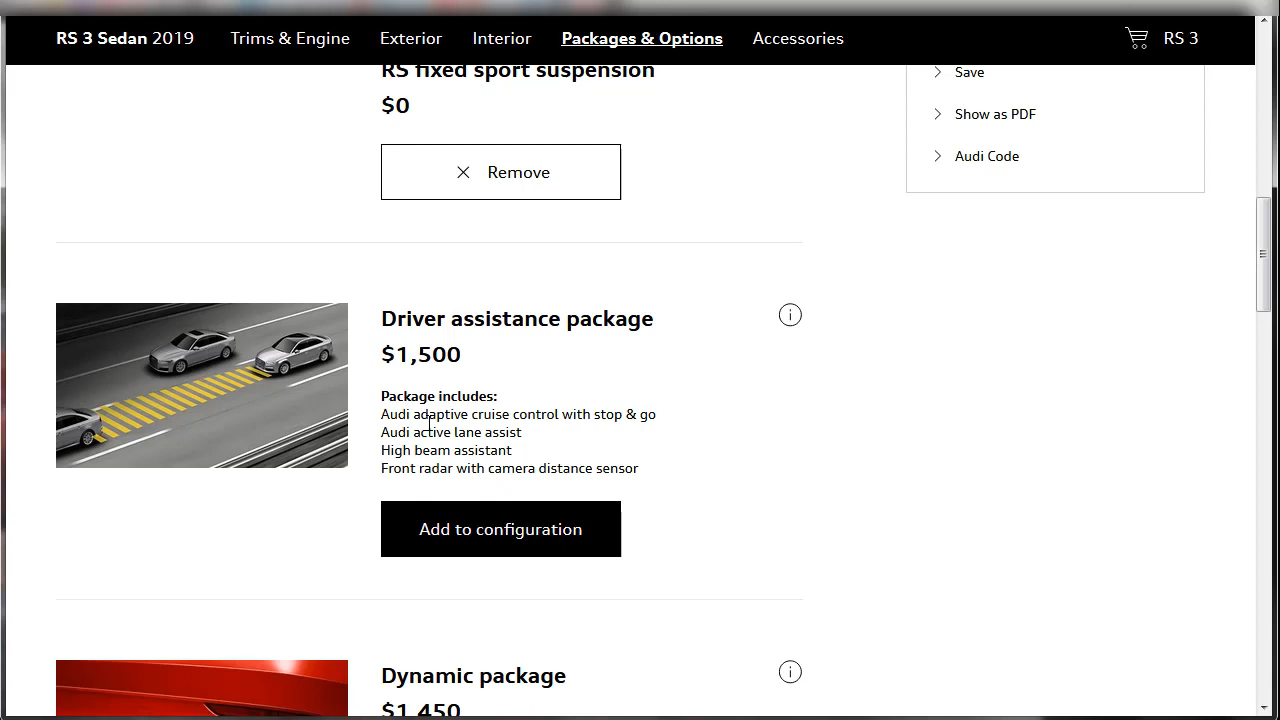 RS 3 Sedan 2019 Trims & Engine Exterior Interior Packages & Options Accessories RS 3
RS fixed sport suspension
$0
Remove
Save
Show as PDF
Audi Code
Driver assistance package
$1,500
Package includes:
Audi adaptive cruise control with stop & go
Audi active lane assist
High beam assistant
Front radar with camera distance sensor
Add to configuration
Dynamic package
$1,450